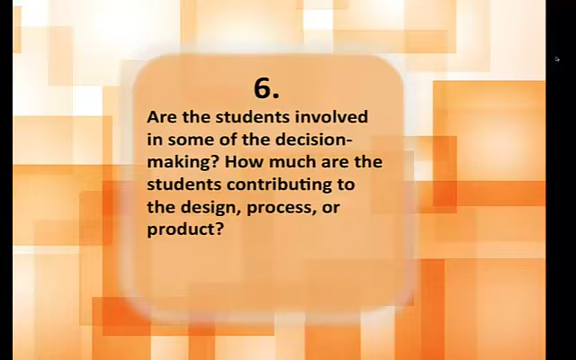 6.
Are the students involved
in some of the decision-
making? How much are the
students contributing to
the design, process, or
product?